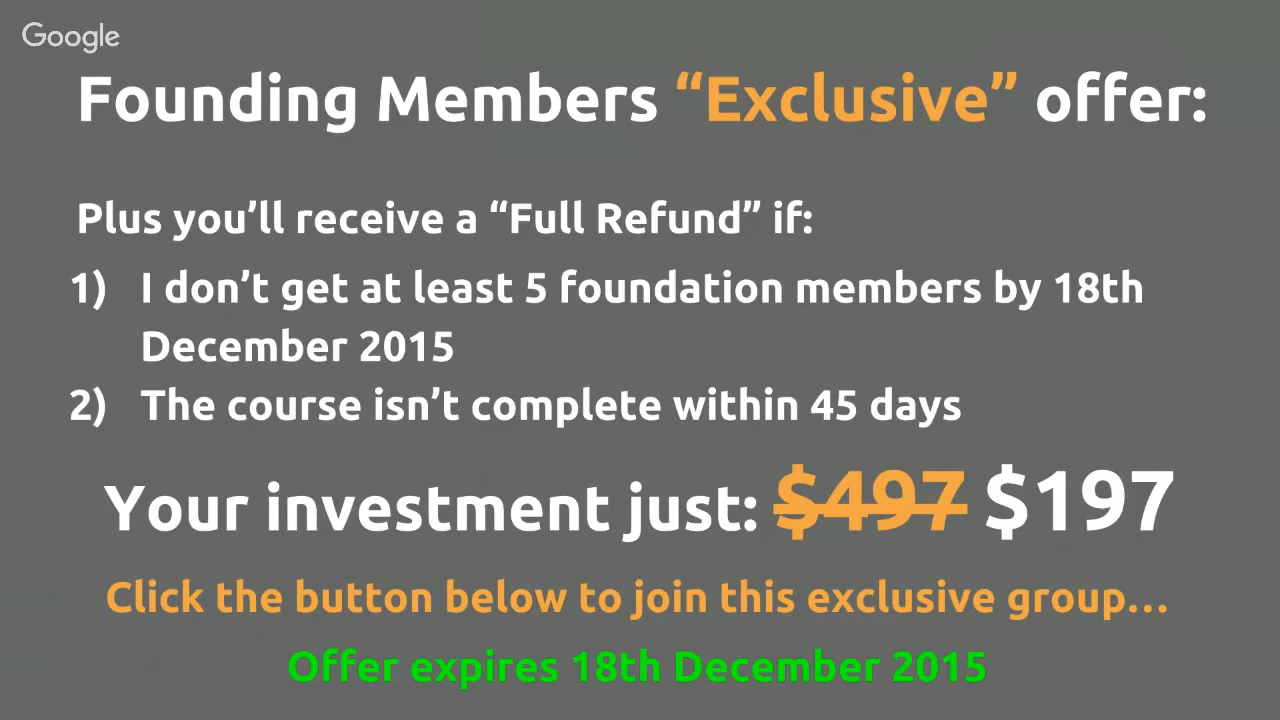 Google
Founding Members “Exclusive” offer:
Plus you’ll receive a “Full Refund” if:
1) I don’t get at least 5 foundation members by 18th
December 2015
2) The course isn’t complete within 45 days
Your investment just: $497 $197
Click the button below to join this exclusive group...
Offer expires 18th December 2015